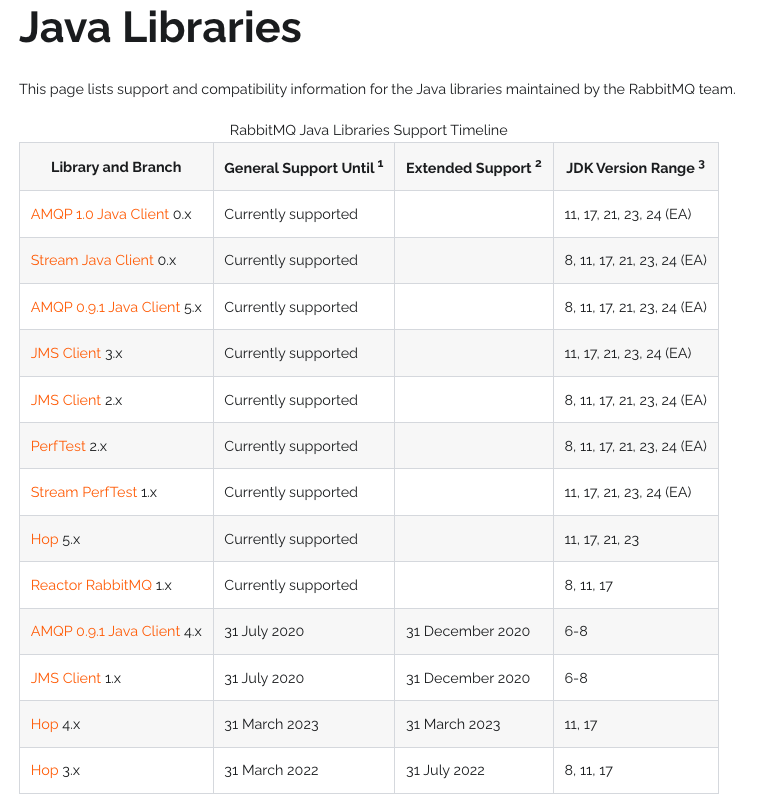 Java Libraries
This page lists support and compatibility information for the Java libraries maintained by the RabbitMQ team.
RabbitMQ Java Libraries Support Timeline
Library and Branch General Support Until 1 Extended Support 2 JDK Version Range 3
AMQP 1.0 Java Client 0.x Currently supported 11, 17, 21, 23, 24 (EA)
Stream Java Client 0.x Currently supported 8, 11, 17, 21, 23, 24 (EA)
AMQP 0.9.1 Java Client 5.x Currently supported 8, 11, 17, 21, 23, 24 (EA)
JMS Client 3.x Currently supported 11, 17, 21, 23, 24 (EA)
JMS Client 2.x Currently supported 8, 11, 17, 21, 23, 24 (EA)
PerfTest 2.x Currently supported 8, 11, 17, 21, 23, 24 (EA)
Stream PerfTest 1.x Currently supported 11, 17, 21, 23, 24 (EA)
Hop 5.x Currently supported 11, 17, 21, 23
Reactor RabbitMQ 1.x Currently supported 8, 11, 17
AMQP 0.9.1 Java Client 4.x 31 July 2020 31 December 2020 6-8
JMS Client 1.x 31 July 2020 31 December 2020 6-8
Hop 4.x 31 March 2023 31 March 2023 11, 17
Hop 3.x 31 March 2022 31 July 2022 8, 11, 17